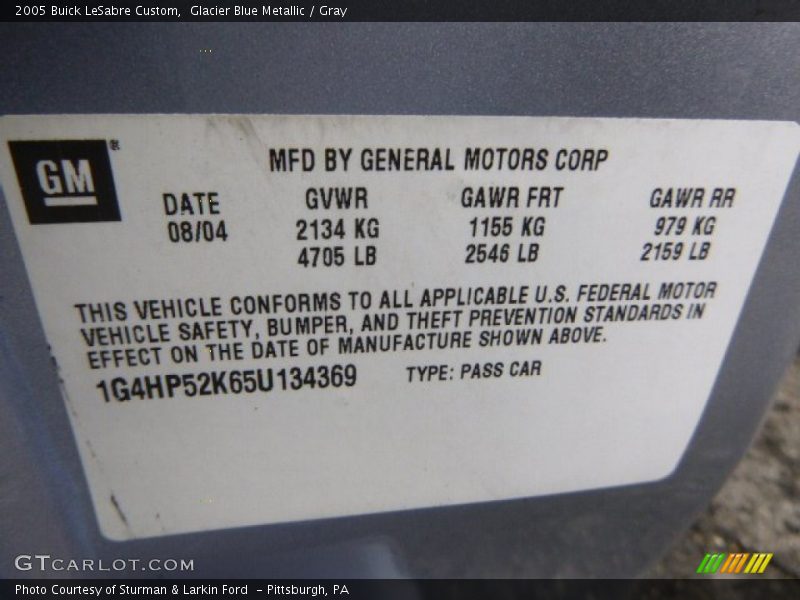 2005 Buick LeSabre Custom,  Glacier Blue Metallic / Gray
GM®
MFD BY GENERAL MOTORS CORP
DATE GVWR GAWR FRT GAWR RR
08/04 2134 KG 1155 KG 979 KG
4705 LB 2546 LB 2159 LB
THIS VEHICLE CONFORMS TO ALL APPLICABLE U.S. FEDERAL MOTOR
VEHICLE SAFETY, BUMPER, AND THEFT PREVENTION STANDARDS IN
EFFECT ON THE DATE OF MANUFACTURE SHOWN ABOVE.
1G4HP52K65U134369 TYPE: PASS CAR
GTCARLOT.COM
Photo Courtesy of Sturman & Larkin Ford  - Pittsburgh, PA